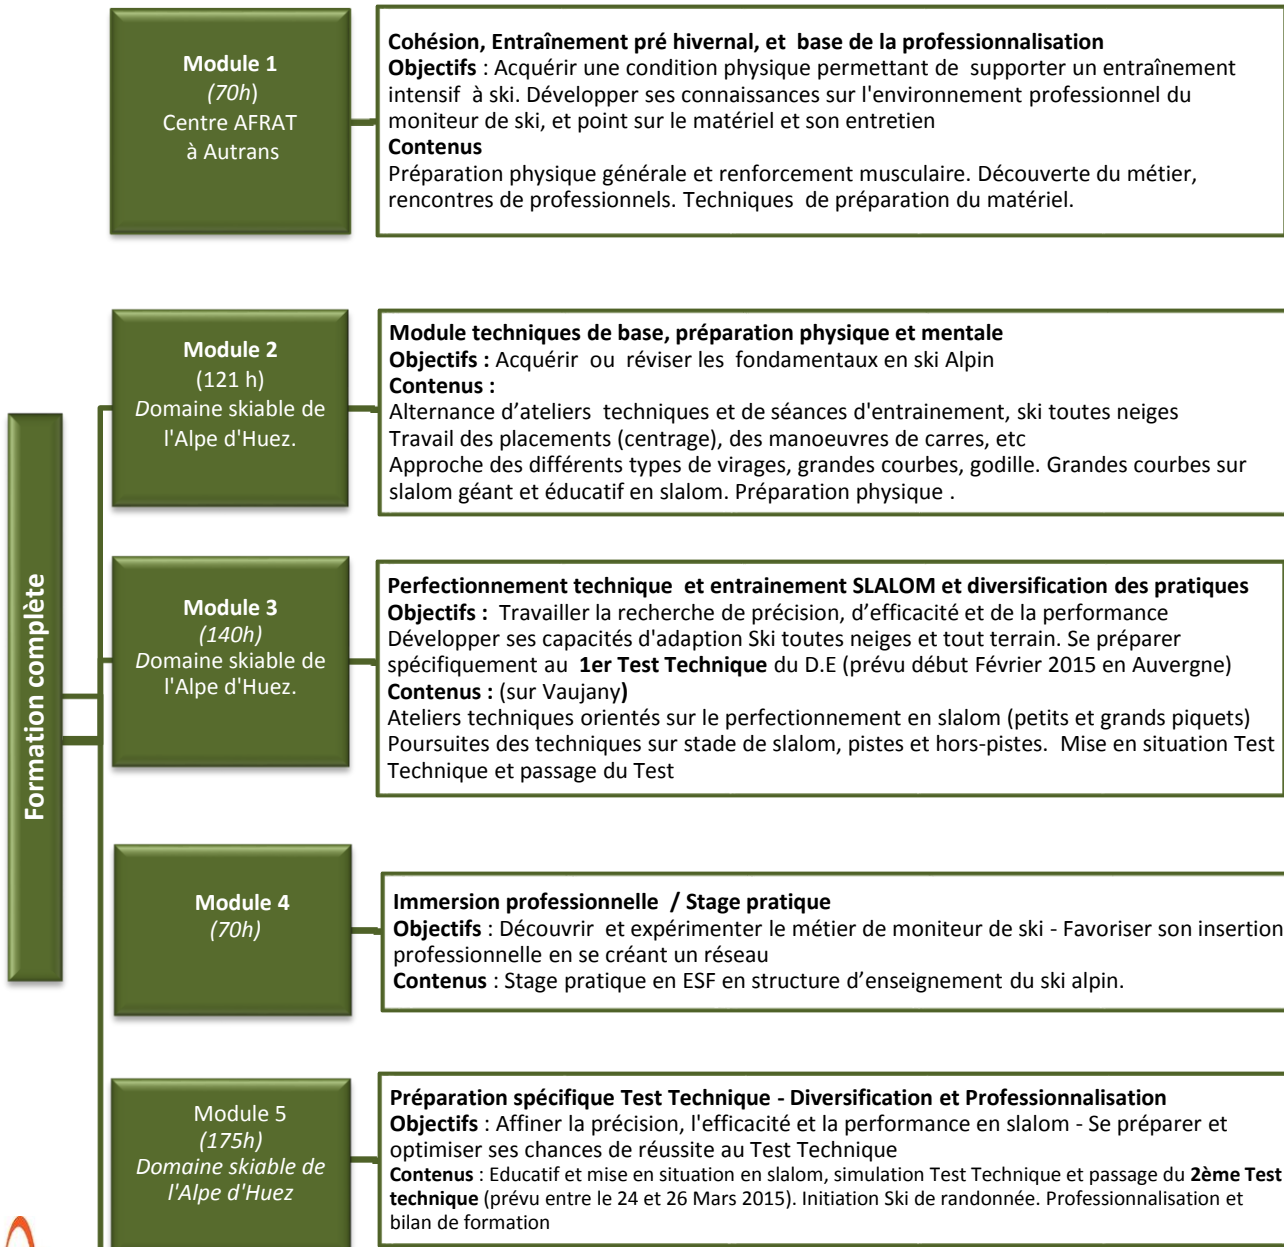 Formation complète
Module 1
(70h)
Centre AFRAT
à Autrans
Cohésion, Entraînement pré hivernal, et base de la professionnalisation
Objectifs : Acquérir une condition physique permettant de supporter un entraînement
intensif à ski. Développer ses connaissances sur l'environnement professionnel du
moniteur de ski, et point sur le matériel et son entretien
Contenus
Préparation physique générale et renforcement musculaire. Découverte du métier,
rencontres de professionnels. Techniques de préparation du matériel.
Module 2
(121 h)
Domaine skiable de
l'Alpe d'Huez.
Module techniques de base, préparation physique et mentale
Objectifs : Acquérir ou réviser les fondamentaux en ski Alpin
Contenus :
Alternance d’ateliers techniques et de séances d'entrainement, ski toutes neiges
Travail des placements (centrage), des manoeuvres de carres, etc
Approche des différents types de virages, grandes courbes, godille. Grandes courbes sur
slalom géant et éducatif en slalom. Préparation physique .
Module 3
(140h)
Domaine skiable de
l'Alpe d'Huez.
Perfectionnement technique et entrainement SLALOM et diversification des pratiques
Objectifs : Travailler la recherche de précision, d’efficacité et de la performance
Développer ses capacités d'adaption Ski toutes neiges et tout terrain. Se préparer
spécifiquement au 1er Test Technique du D.E (prévu début Février 2015 en Auvergne)
Contenus : (sur Vaujany)
Ateliers techniques orientés sur le perfectionnement en slalom (petits et grands piquets)
Poursuites des techniques sur stade de slalom, pistes et hors-pistes. Mise en situation Test
Technique et passage du Test
Module 4
(70h)
Immersion professionnelle / Stage pratique
Objectifs : Découvrir et expérimenter le métier de moniteur de ski - Favoriser son insertion
professionnelle en se créant un réseau
Contenus : Stage pratique en ESF en structure d’enseignement du ski alpin.
Module 5
(175h)
Domaine skiable de
l'Alpe d'Huez
Préparation spécifique Test Technique - Diversification et Professionnalisation
Objectifs : Affiner la précision, l'efficacité et la performance en slalom - Se préparer et
optimiser ses chances de réussite au Test Technique
Contenus : Educatif et mise en situation en slalom, simulation Test Technique et passage du 2ème Test
technique (prévu entre le 24 et 26 Mars 2015). Initiation Ski de randonnée. Professionnalisation et
bilan de formation